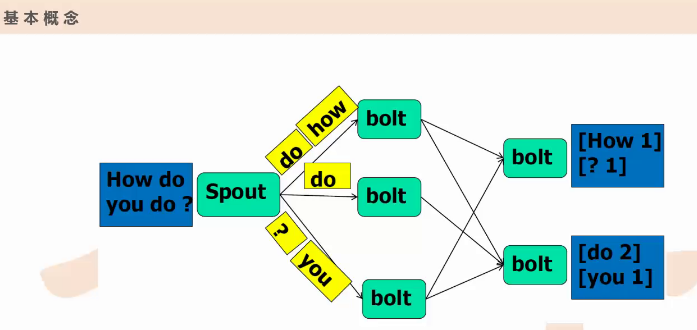 基本概念
how
do
bolt
How do
you do ?
Spout
do
bolt
?
you
bolt
bolt
[How 1]
[? 1]
bolt
[do 2]
[you 1]